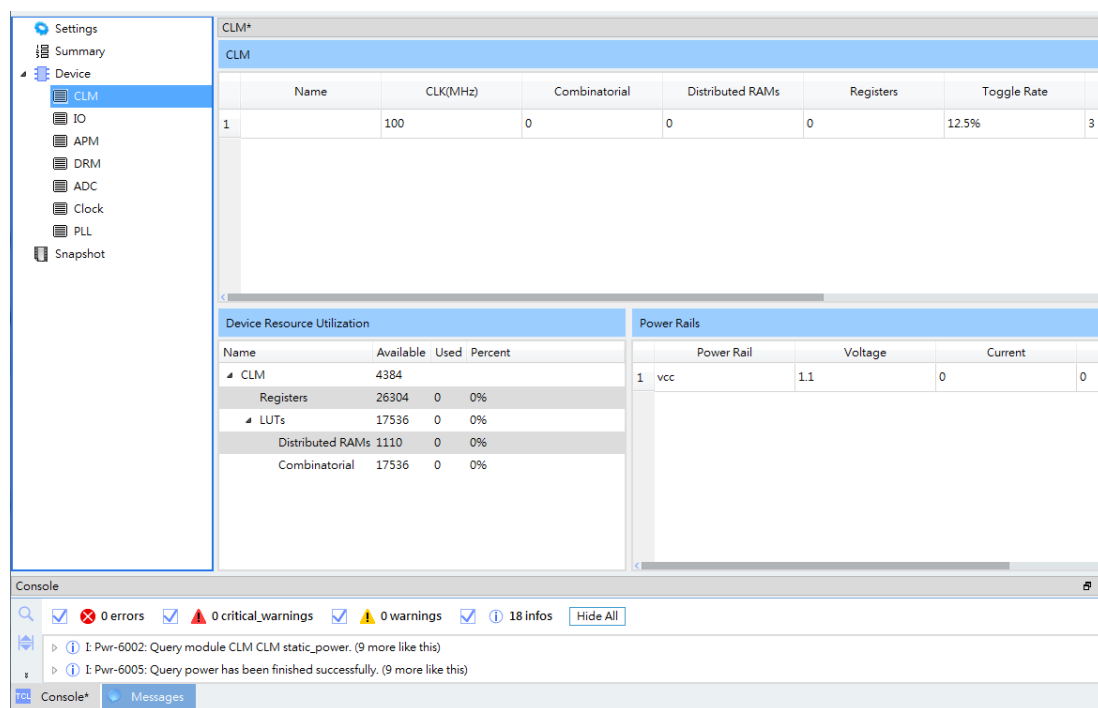 Settings
Summary
Device
CLM
IO
APM
DRM
ADC
Clock
PLL
Snapshot
CLM*
CLM
Name CLK(MHz) Combinatorial Distributed RAMs Registers Toggle Rate
1 100 0 0 0 12.5% 3
Device Resource Utilization
Name Available Used Percent
CLM 4384
Registers 26304 0 0%
LUTs 17536 0 0%
Distributed RAMs 1110 0 0%
Combinatorial 17536 0 0%
Power Rails
Power Rail Voltage Current
1 vcc 1.1 0 0
Console
0 errors 0 critical_warnings 0 warnings 18 infos Hide All
I: Pwr-6002: Query module CLM CLM static_power. (9 more like this)
I: Pwr-6005: Query power has been finished successfully. (9 more like this)
TCL Console* Messages